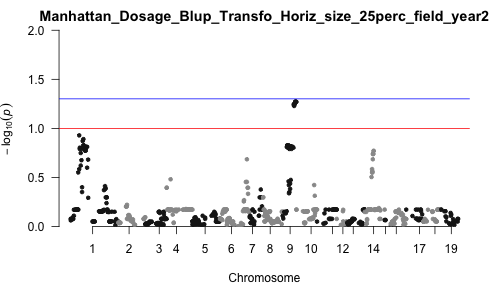 Manhattan_Dosage_Blup_Transfo_Horiz_size_25perc_field_year2
2.0
1.5
1.0
0.5
0.0
− log10(p)
1 2 3 4 5 6 7 8 9 10 12 14 17 19
Chromosome